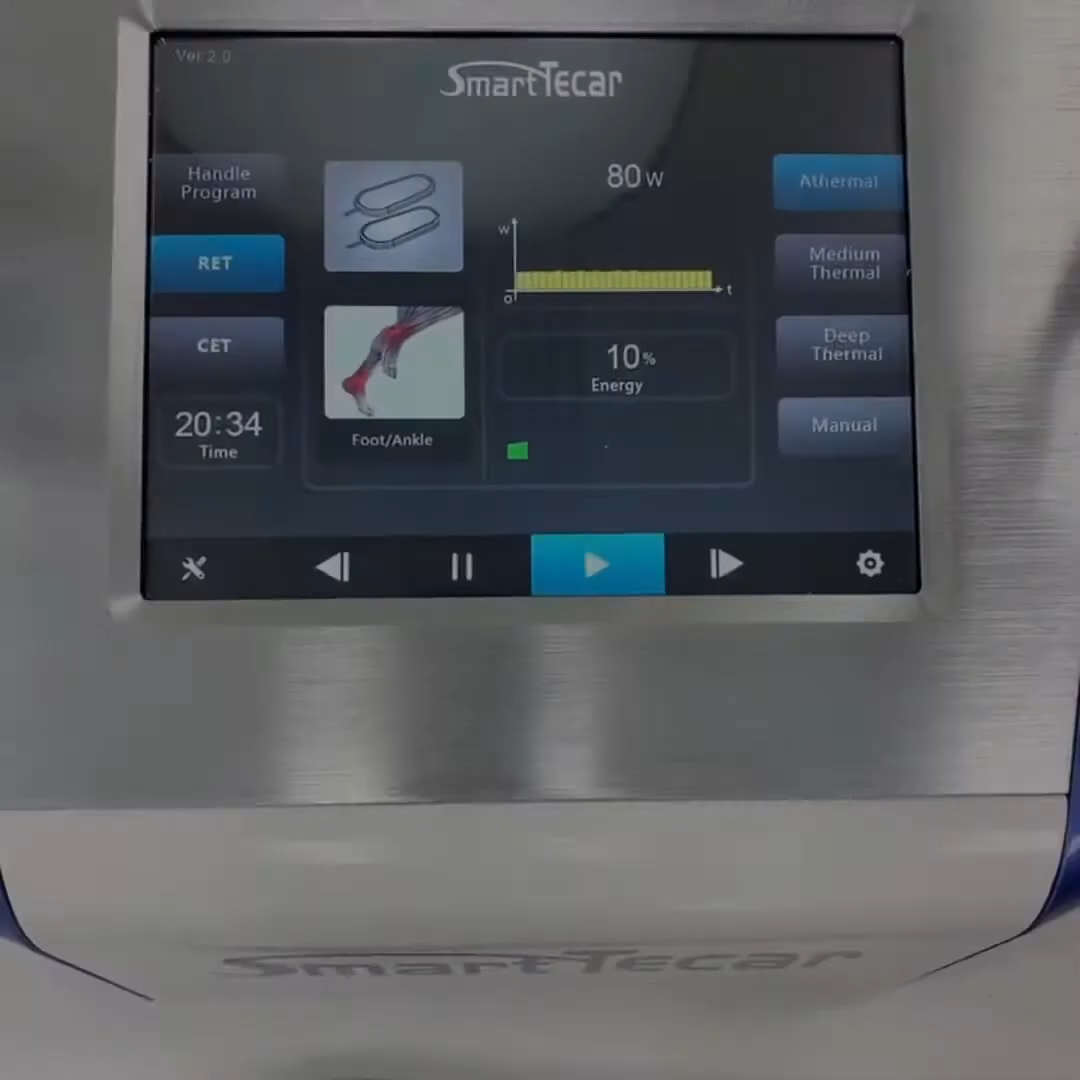 Ver:2.0
SmartTecar
Handle
Program
80W
Athermal
RET
W
O
t
Medium
Thermal
CET
10%
Energy
Deep
Thermal
20:34
Time
Foot/Ankle
Manual
SmartTecar